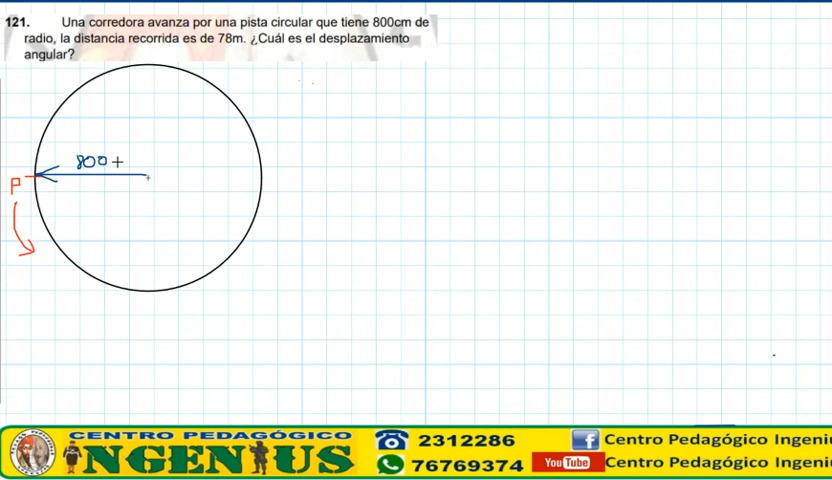 121. Una corredora avanza por una pista circular que tiene 800cm de
radio, la distancia recorrida es de 78m. ¿Cuál es el desplazamiento
angular?
800
P
CENTRO PEDAGÓGICO
INGENIUS
2312286
76769374
f Centro Pedagógico Ingeni
YouTube Centro Pedagógico Ingeni